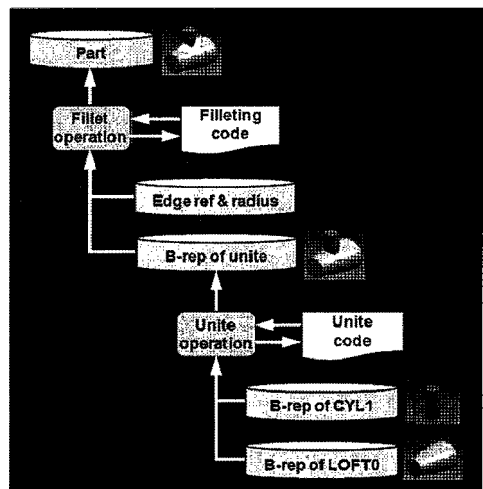 Part
Fillet
operation
Filleting
code
Edge ref & radius
B-rep of unite
Unite
operation
Unite
code
B-rep of CYL1
B-rep of LOFT0